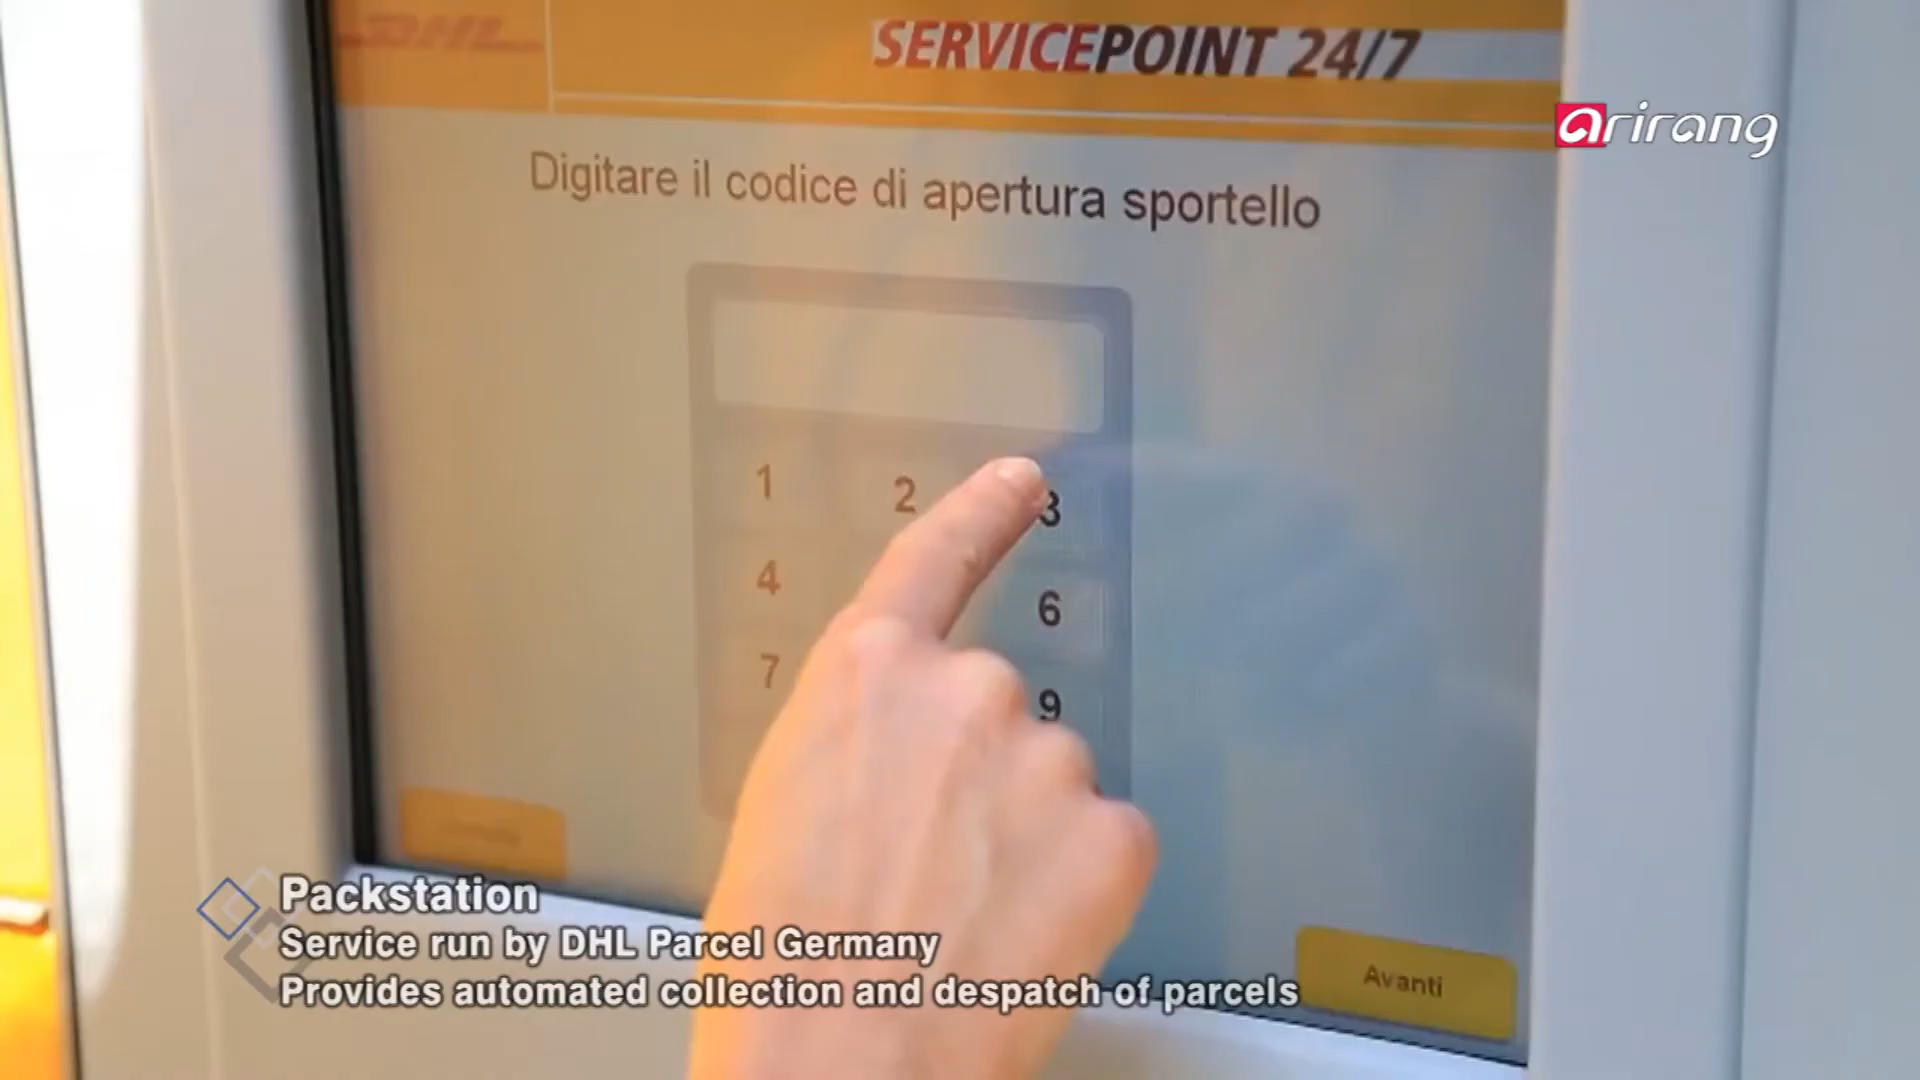 DHL
SERVICEPOINT 24/7
arirang
Digitare il codice di apertura sportello
1 2 3
4 6
7 9
Packstation
Service run by DHL Parcel Germany
Provides automated collection and despatch of parcels
Avanti